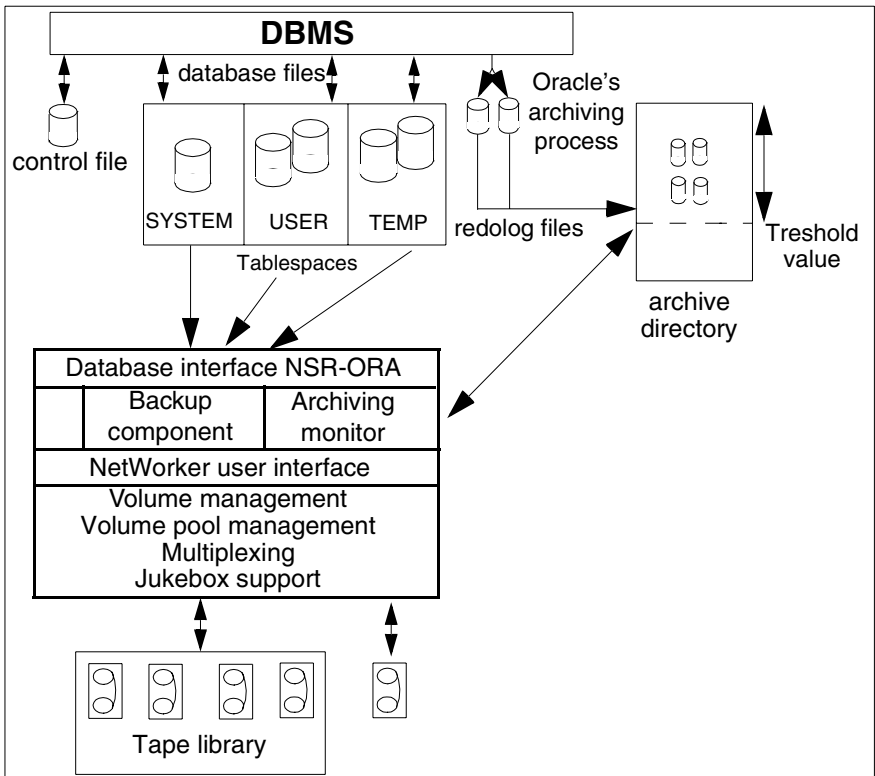 DBMS
database files
Oracle's
archiving
process
control file
SYSTEM
USER
TEMP
redolog files
Treshold
value
Tablespaces
archive
directory
Database interface NSR-ORA
Backup
component
Archiving
monitor
NetWorker user interface
Volume management
Volume pool management
Multiplexing
Jukebox support
Tape library